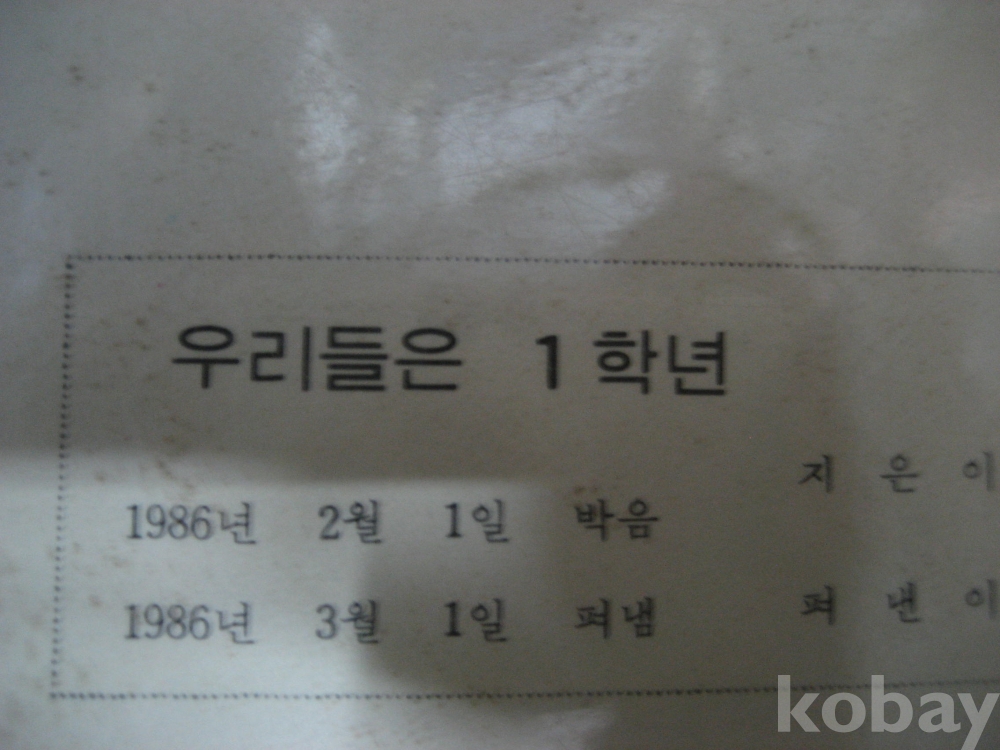 우리들은 1학년
지 은 이
1986년 2월 1일 박음
1986년 3월 1일 펴냄
펴 낸 이
kobay